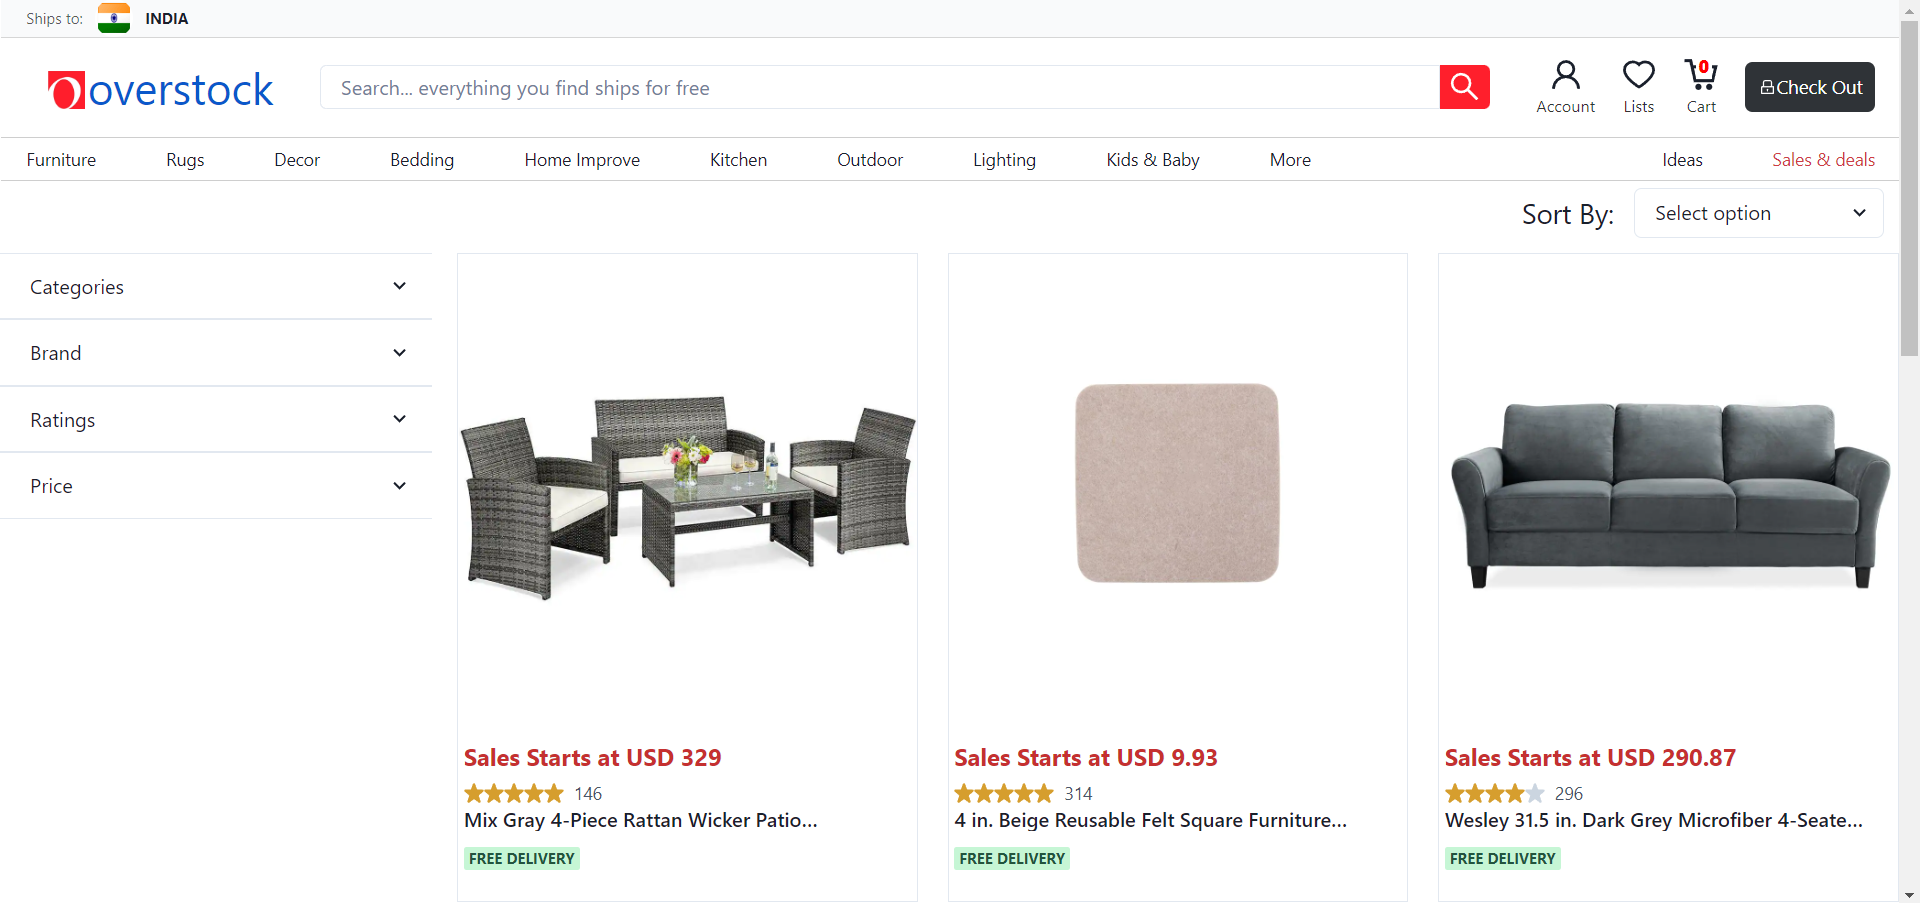 Ships to: INDIA
overstock
Search... everything you find ships for free
Account
Lists
0
Cart
Check Out
Furniture Rugs Decor Bedding Home Improve Kitchen Outdoor Lighting Kids & Baby More Ideas Sales & deals
Sort By: Select option
Categories
Brand
Ratings
Price
Sales Starts at USD 329
146
Mix Gray 4-Piece Rattan Wicker Patio...
FREE DELIVERY
Sales Starts at USD 9.93
314
4 in. Beige Reusable Felt Square Furniture...
FREE DELIVERY
Sales Starts at USD 290.87
296
Wesley 31.5 in. Dark Grey Microfiber 4-Seate...
FREE DELIVERY